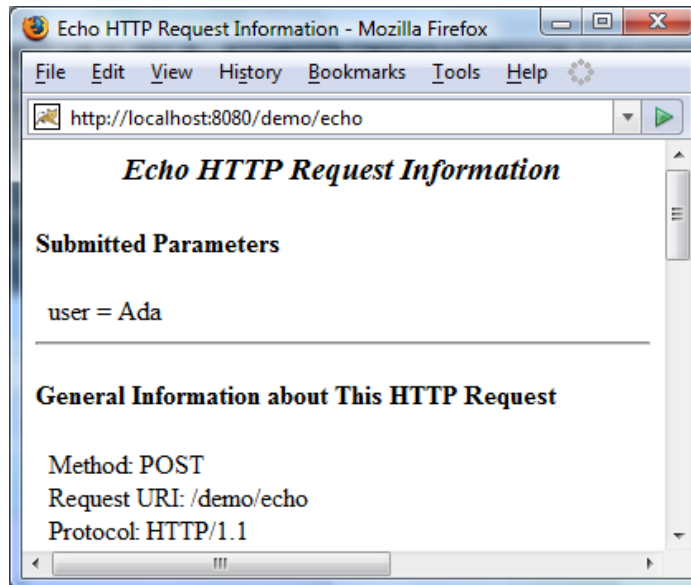 Echo HTTP Request Information - Mozilla Firefox
File Edit View History Bookmarks Tools Help
http://localhost:8080/demo/echo
Echo HTTP Request Information
Submitted Parameters
user = Ada
General Information about This HTTP Request
Method: POST
Request URI: /demo/echo
Protocol: HTTP/1.1